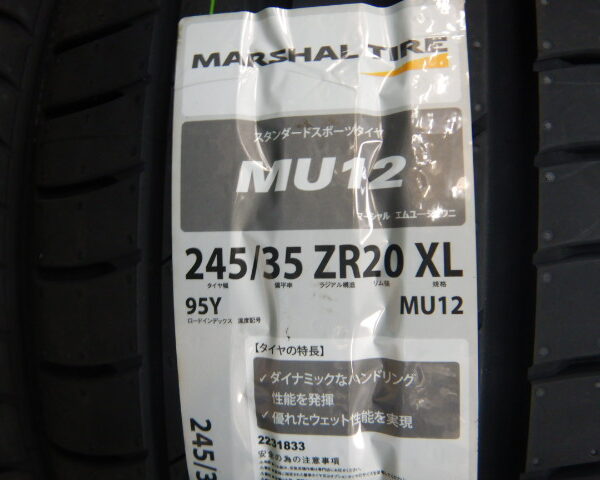 MARSHAL TIRE
スタンダードスポーツタイヤ
MU12
マーシャル エムユージュウニ
245/35 ZR20 XL
タイヤ幅 偏平率 ラジアル構造 リム径 規格
95Y MU12
ロードインデックス 速度記号
【タイヤの特長】
✓ ダイナミックなハンドリング
性能を発揮
✓ 優れたウェット性能を実現
2231833
安全の為の注意事項
245/3